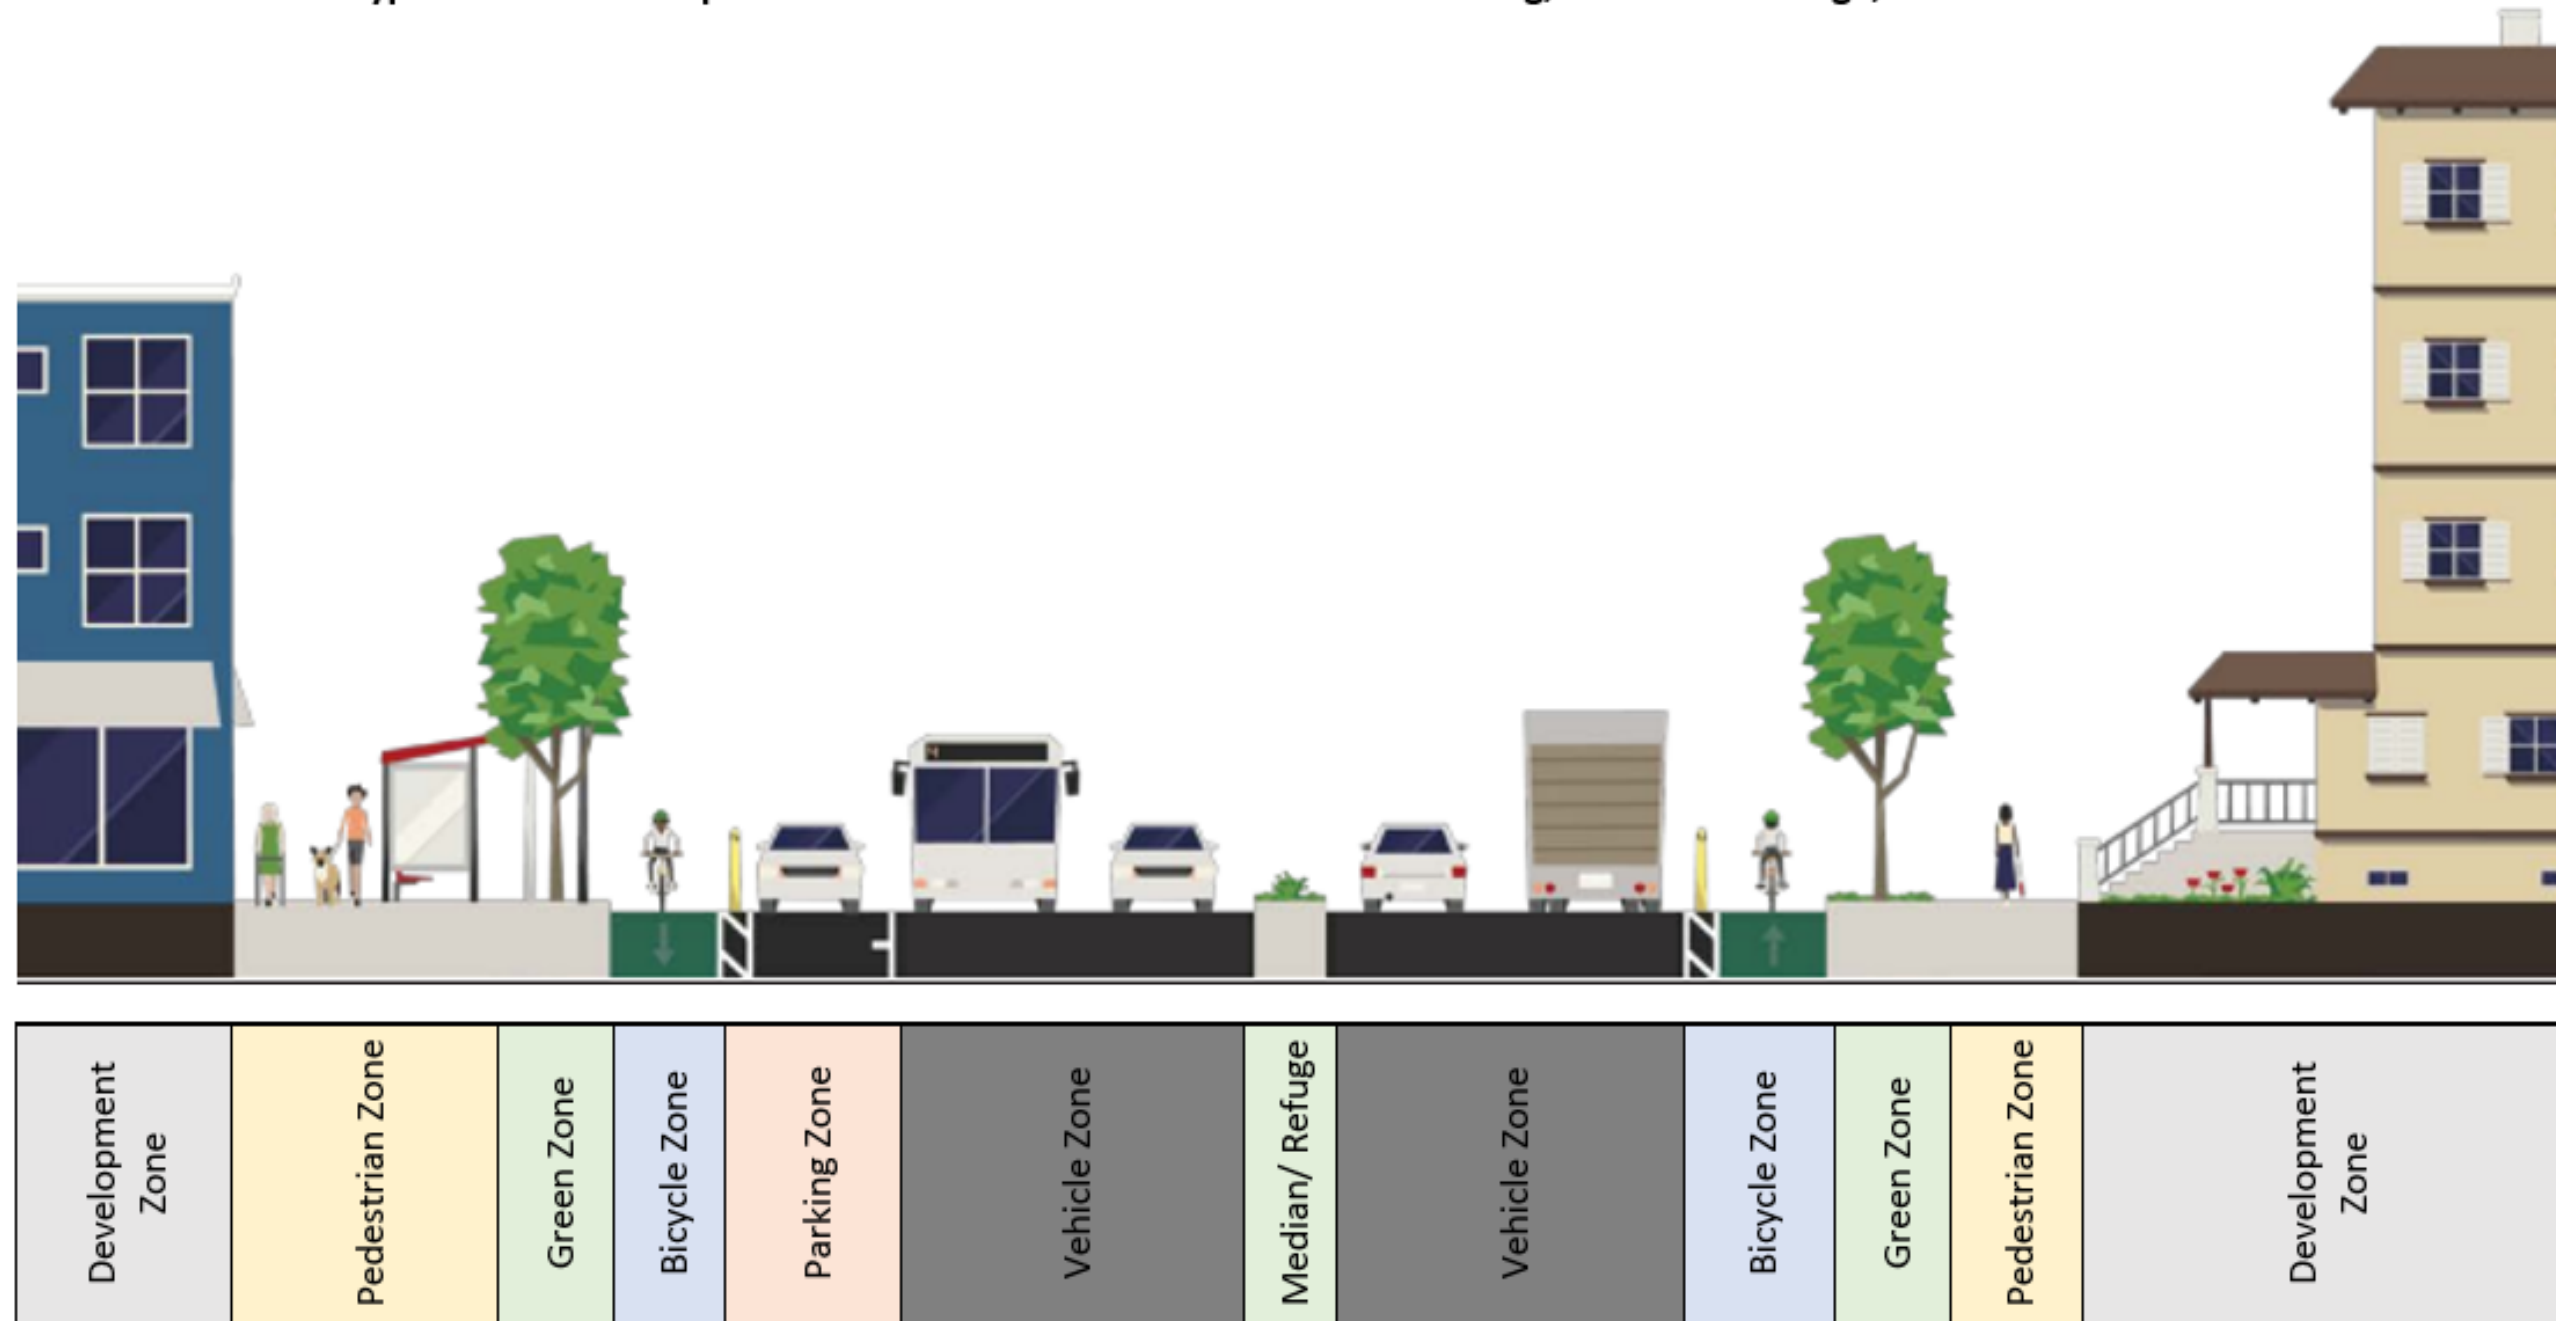 Development
Zone
Pedestrian Zone
Green Zone
Bicycle Zone
Parking Zone
Vehicle Zone
Median/ Refuge
Vehicle Zone
Bicycle Zone
Green Zone
Pedestrian Zone
Development
Zone